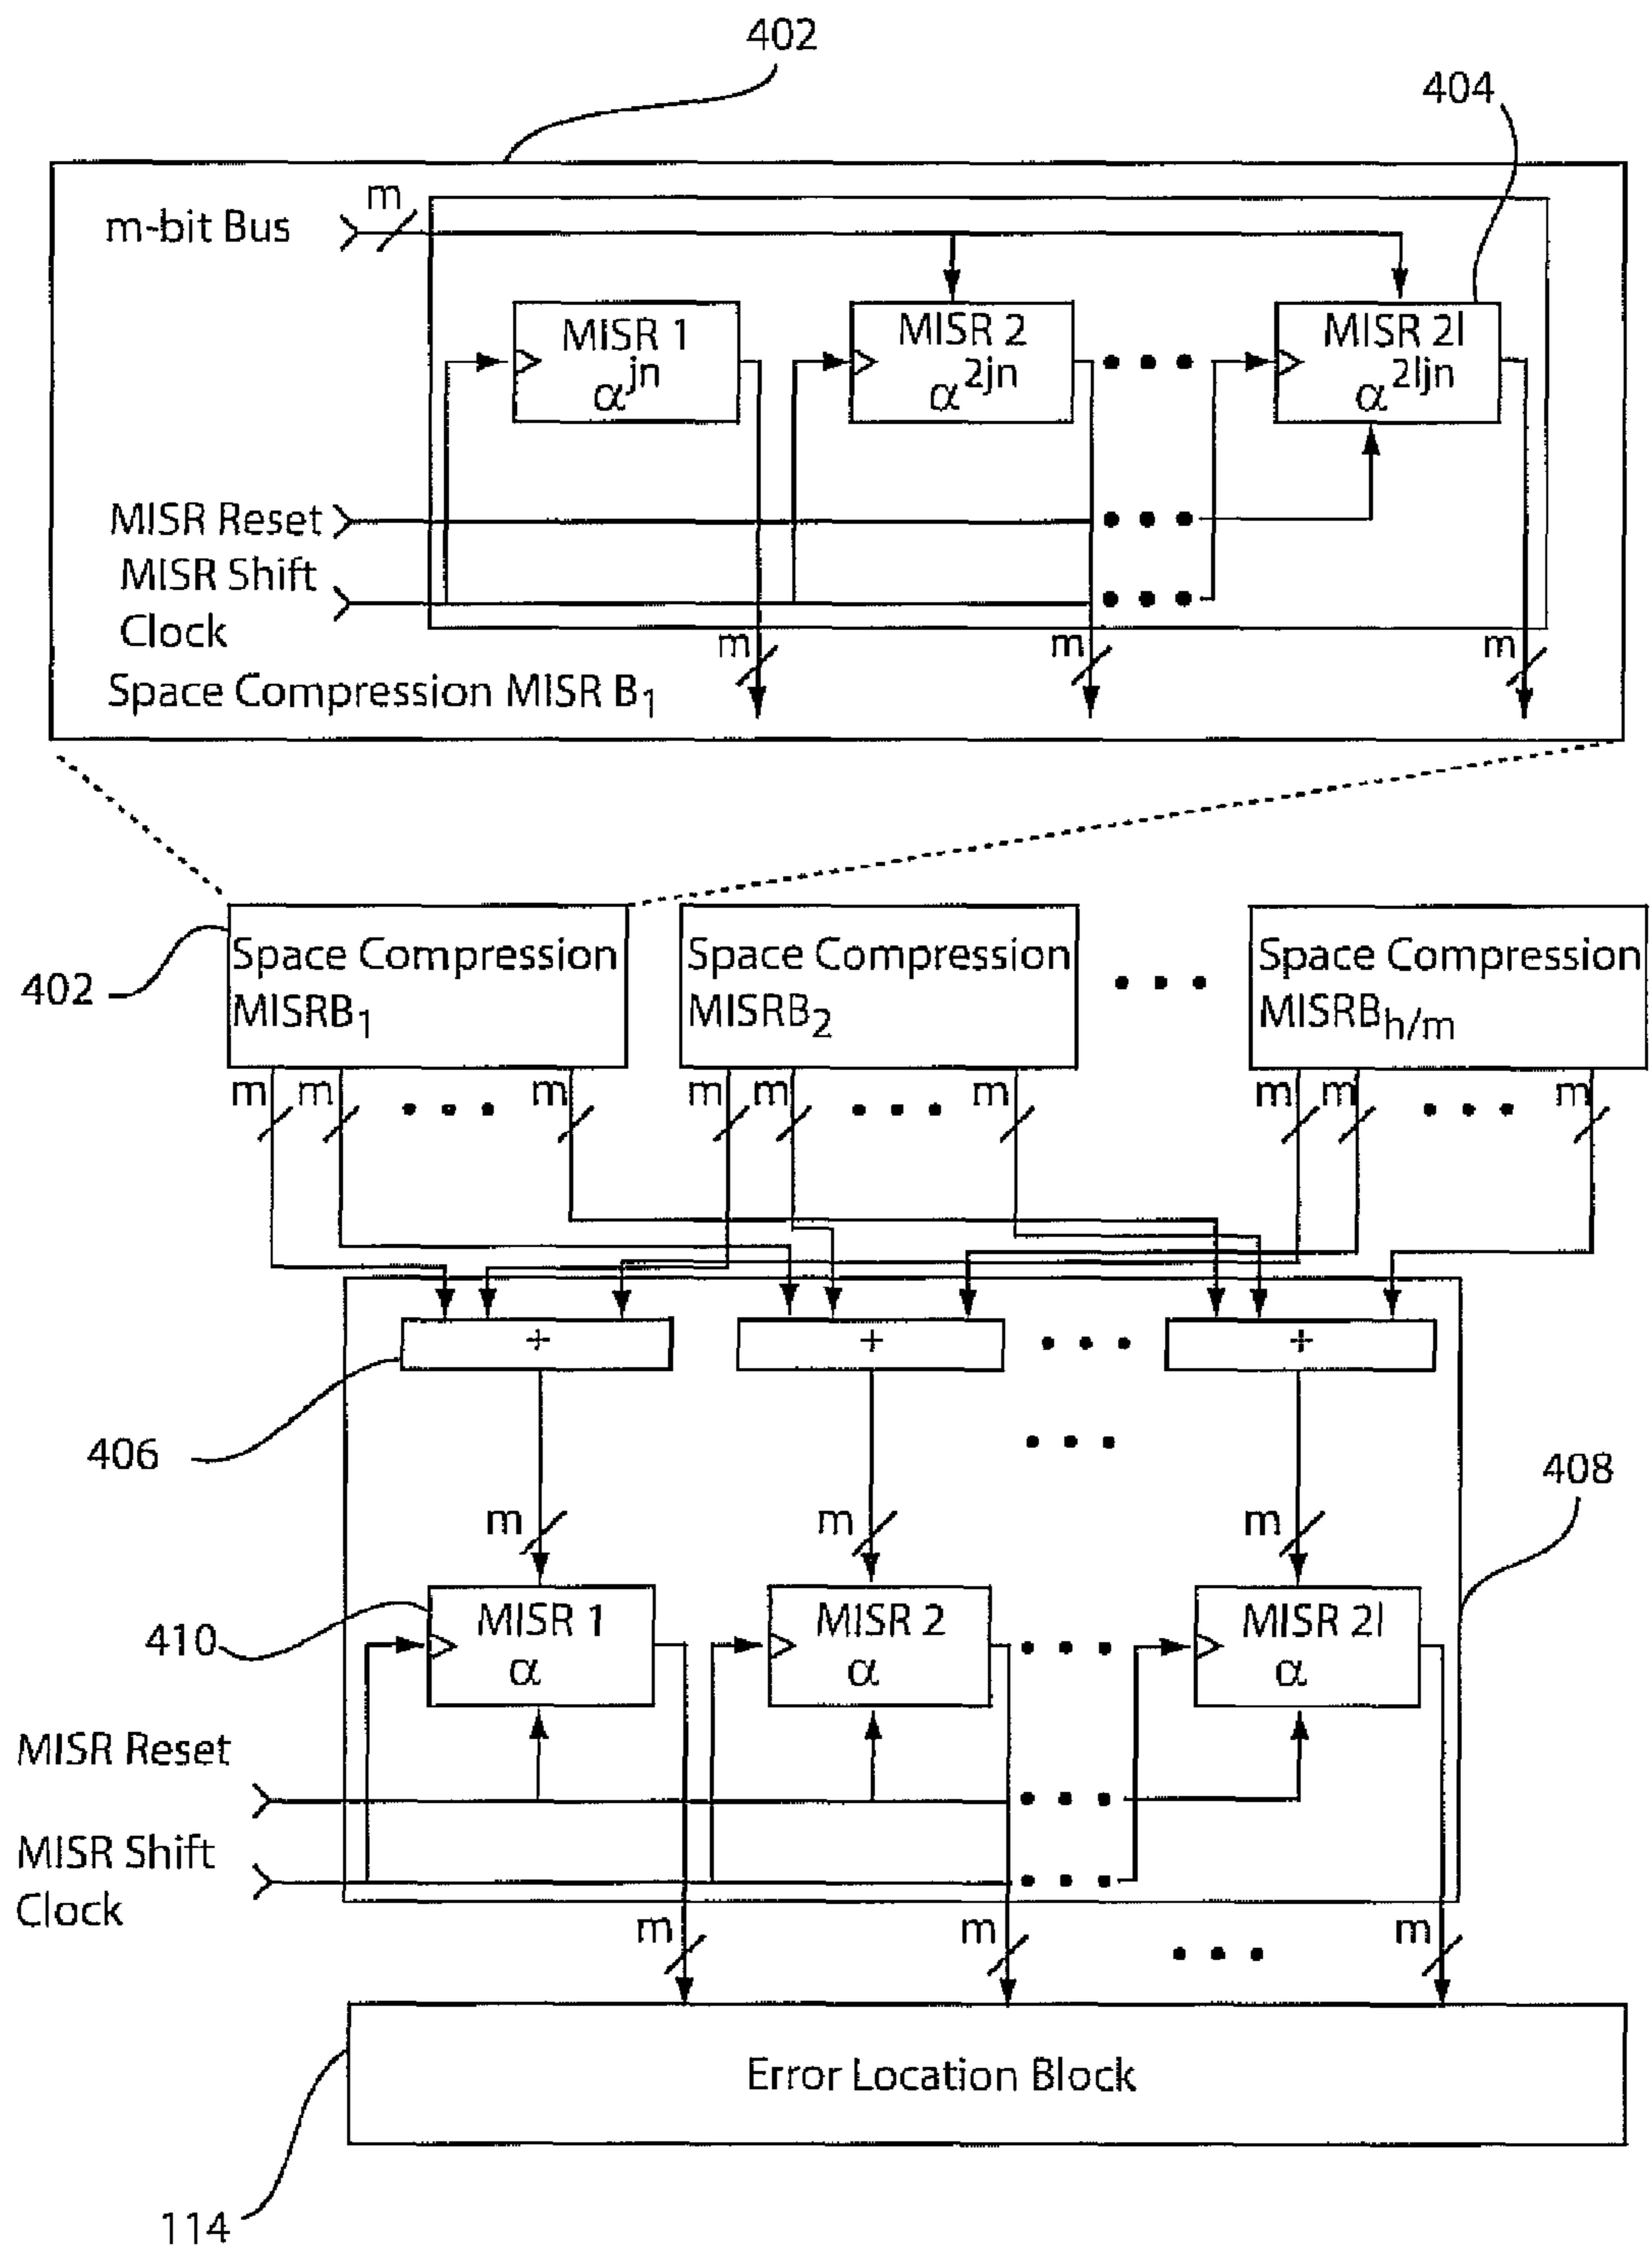 402
404
m
m-bit Bus
MISR 1
α^jn
MISR 2
α^2jn
MISR 2l
α^2ljn
MISR Reset
MISR Shift
Clock
m
m
m
Space Compression MISR B₁
402
Space Compression
MISRB₁
Space Compression
MISRB₂
Space Compression
MISRBh/m
m m m
m m m
m m m
+
+
+
406
408
m
m
m
410
MISR 1
α
MISR 2
α
MISR 2l
α
MISR Reset
MISR Shift
Clock
m
m
m
Error Location Block
114